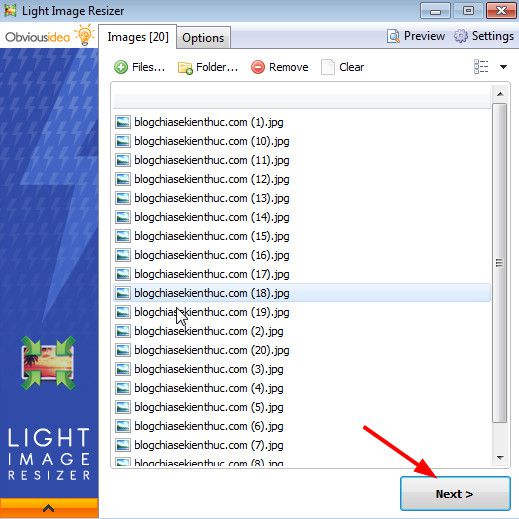 Light Image Resizer
Obviousidea
Images [20] Options Preview Settings
Files... Folder... Remove Clear
blogchiasekienthuc.com (1).jpg
blogchiasekienthuc.com (10).jpg
blogchiasekienthuc.com (11).jpg
blogchiasekienthuc.com (12).jpg
blogchiasekienthuc.com (13).jpg
blogchiasekienthuc.com (14).jpg
blogchiasekienthuc.com (15).jpg
blogchiasekienthuc.com (16).jpg
blogchiasekienthuc.com (17).jpg
blogchiasekienthuc.com (18).jpg
blogchiasekienthuc.com (19).jpg
blogchiasekienthuc.com (2).jpg
blogchiasekienthuc.com (20).jpg
blogchiasekienthuc.com (3).jpg
blogchiasekienthuc.com (4).jpg
blogchiasekienthuc.com (5).jpg
blogchiasekienthuc.com (6).jpg
blogchiasekienthuc.com (7).jpg
blogchiasekienthuc.com (8).jpg
LIGHT
IMAGE
RESIZER
Next >